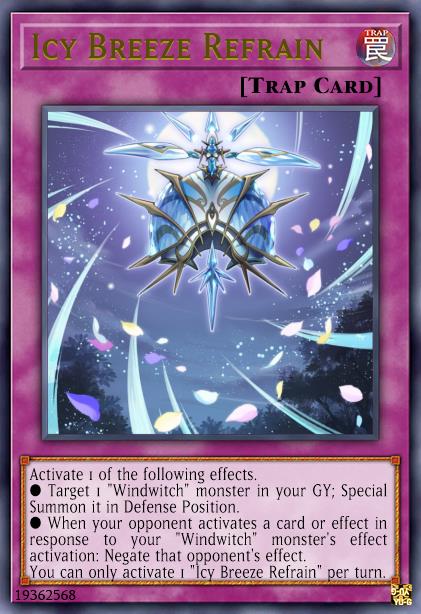 Icy Breeze Refrain
TRAP
罠
[Trap Card]
Activate 1 of the following effects.
● Target 1 "Windwitch" monster in your GY; Special
Summon it in Defense Position.
● When your opponent activates a card or effect in
response to your "Windwitch" monster's effect
activation: Negate that opponent's effect.
You can only activate 1 "Icy Breeze Refrain" per turn.
19362568